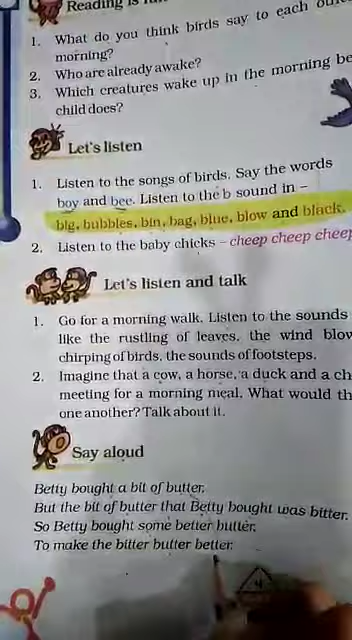 Reading is
1. What do you think birds say to each
morning?
2. Who are already awake?
3. Which creatures wake up in the morning be
child does?
Let's listen
1. Listen to the songs of birds. Say the words
boy and bee. Listen to the b sound in –
big, bubbles, bin, bag, blue, blow and black.
2. Listen to the baby chicks – cheep cheep cheep
Let's listen and talk
1. Go for a morning walk. Listen to the sounds
like the rustling of leaves, the wind blow
chirping of birds, the sounds of footsteps.
2. Imagine that a cow, a horse, a duck and a ch
meeting for a morning meal. What would th
one another? Talk about it.
Say aloud
Betty bought a bit of butter,
But the bit of butter that Betty bought was bitter,
So Betty bought some better butter,
To make the bitter butter better.
4